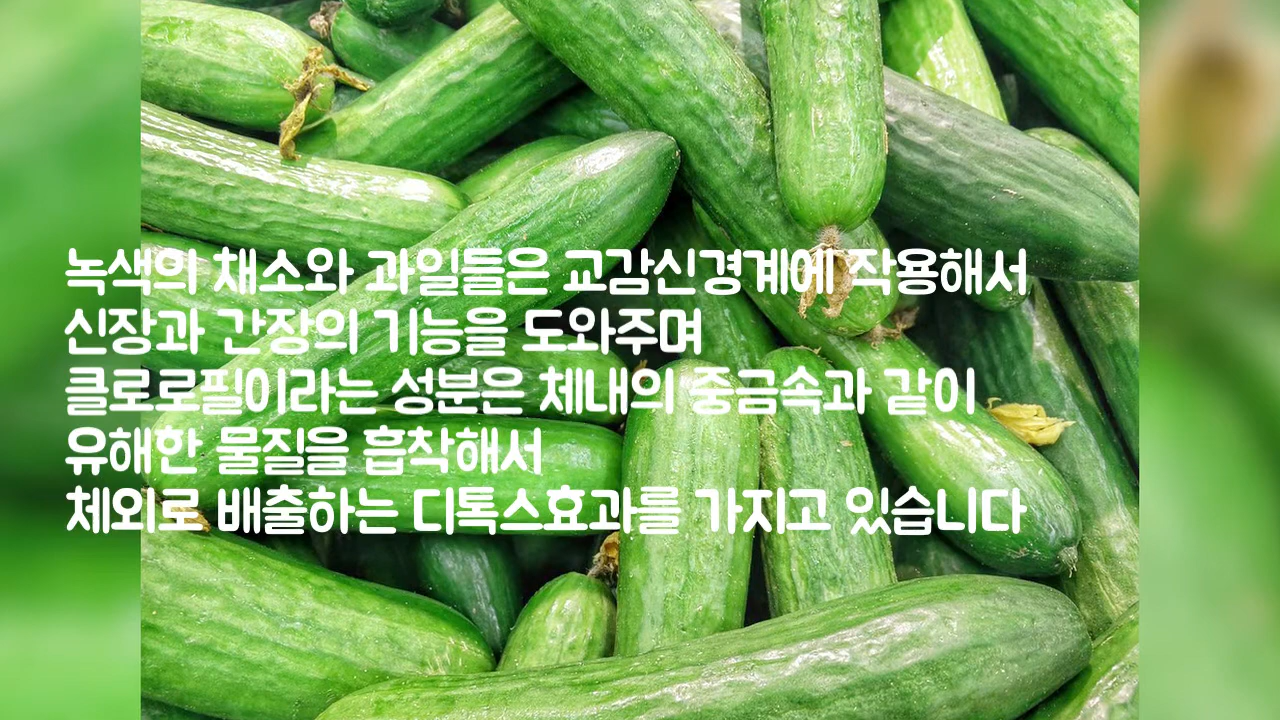 녹색의 채소와 과일들은 교감신경계에 작용해서
신장과 간장의 기능을 도와주며
클로로필이라는 성분은 체내의 중금속과 같이
유해한 물질을 흡착해서
체외로 배출하는 디톡스효과를 가지고 있습니다